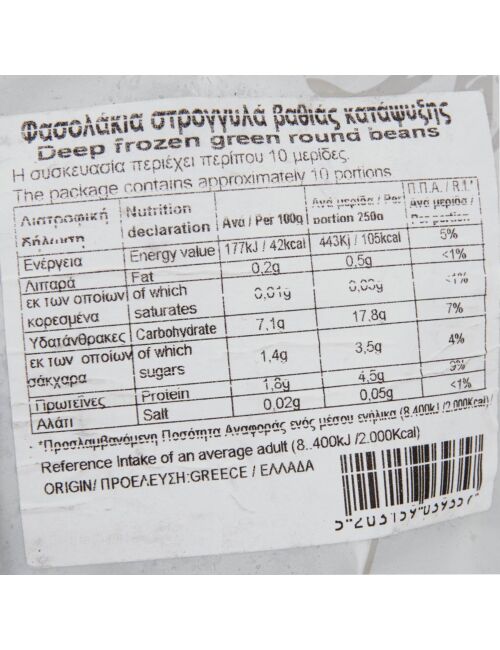 Φασολάκια στρογγυλά βαθιάς κατάψυξης
Deep frozen green round beans
Η συσκευασία περιέχει περίπου 10 μερίδες.
The package contains approximately 10 portions
Διατροφική δήλωση Nutrition declaration Ανά / Per 100g Ανά μερίδα / Per portion 250g Π.Π.Α. / R.I.* Ανά μερίδα / Per portion
Ενέργεια Energy value 177kJ / 42kcal 443Kj / 105kcal 5%
Λιπαρά Fat 0,2g 0,5g <1%
εκ των οποίων κορεσμένα of which saturates 0,01g <1%
Υδατάνθρακες Carbohydrate 7,1g 17.8g 7%
εκ των οποίων σάκχαρα of which sugars 1,4g 3,5g 4%
Πρωτεΐνες Protein 1,8g 4,5g 9%
Αλάτι Salt 0,02g 0,05g <1%
*Προσλαμβανόμενη Ποσότητα Αναφοράς ενός μέσου ενήλικα (8.400kJ /2.000Kcal)/
Reference Intake of an average adult (8..400kJ /2.000Kcal)
ORIGIN/ ΠΡΟΕΛΕΥΣΗ:GREECE / ΕΛΛΑΔΑ